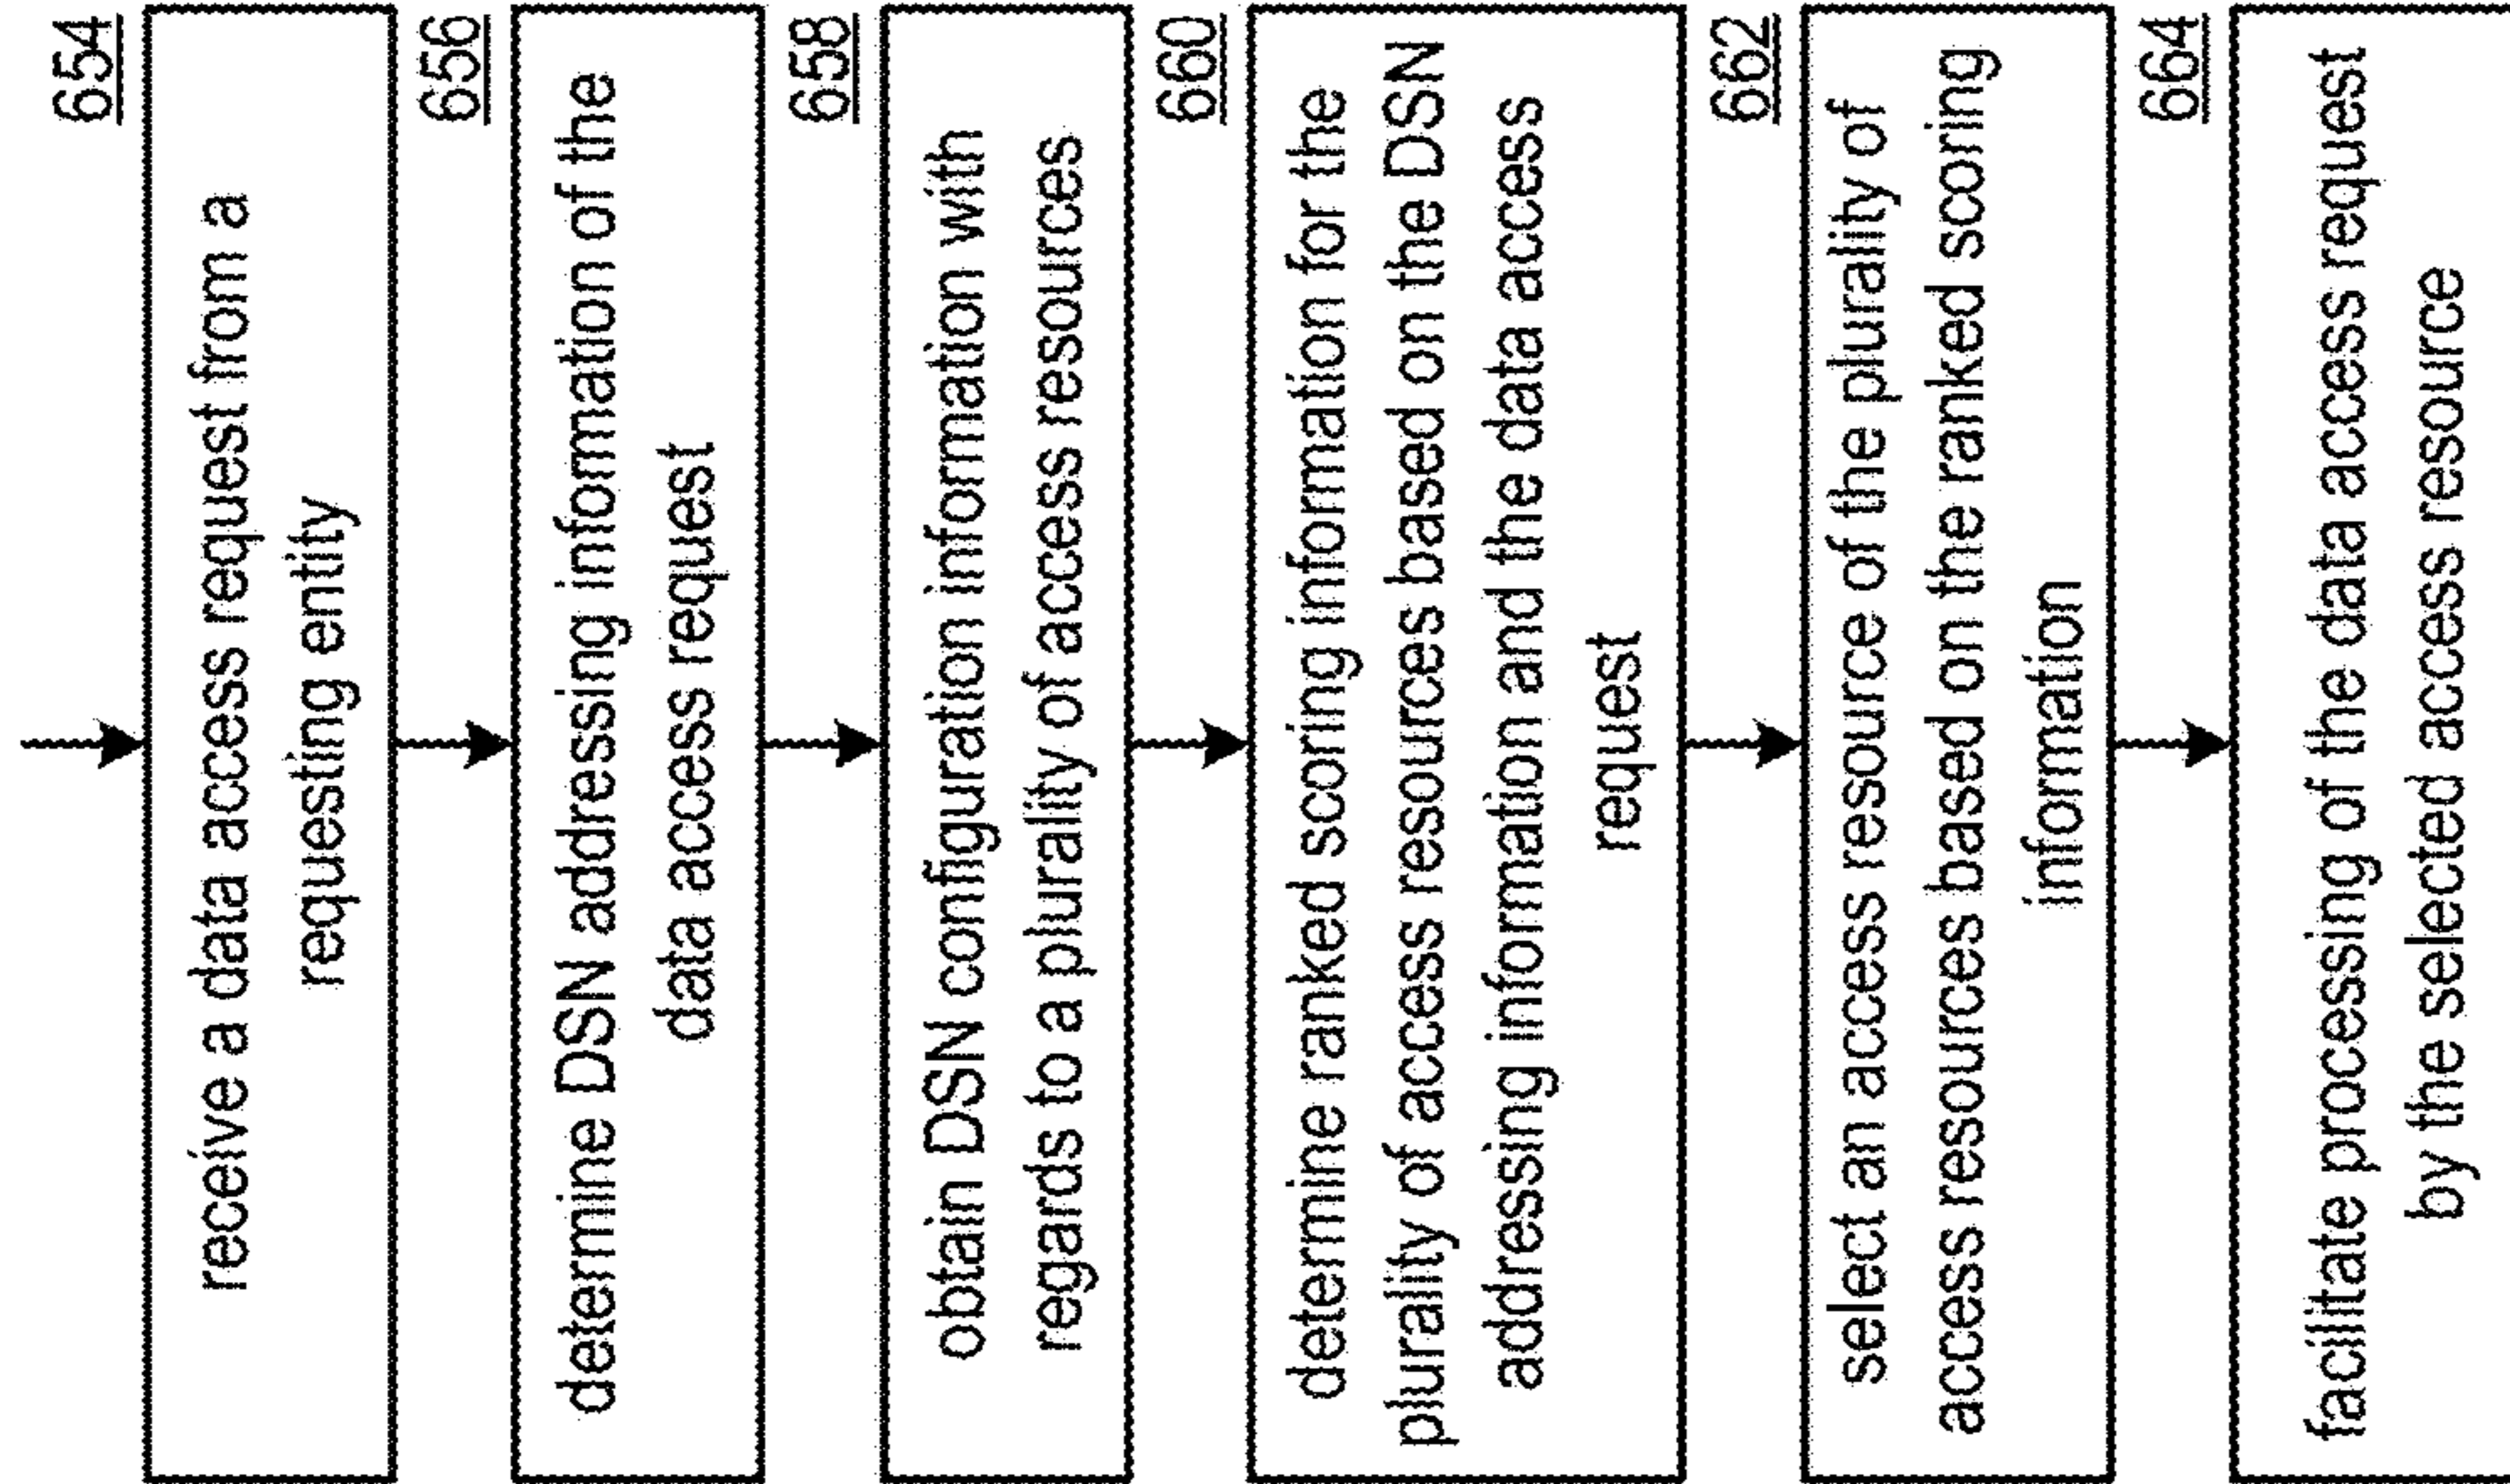 654
receive a data access request from a
requesting entity
656
determine DSN addressing information of the
data access request
658
obtain DSN configuration information with
regards to a plurality of access resources
660
determine ranked scoring information for the
plurality of access resources based on the DSN
addressing information and the data access
request
662
select an access resource of the plurality of
access resources based on the ranked scoring
information
664
facilitate processing of the data access request
by the selected access resource